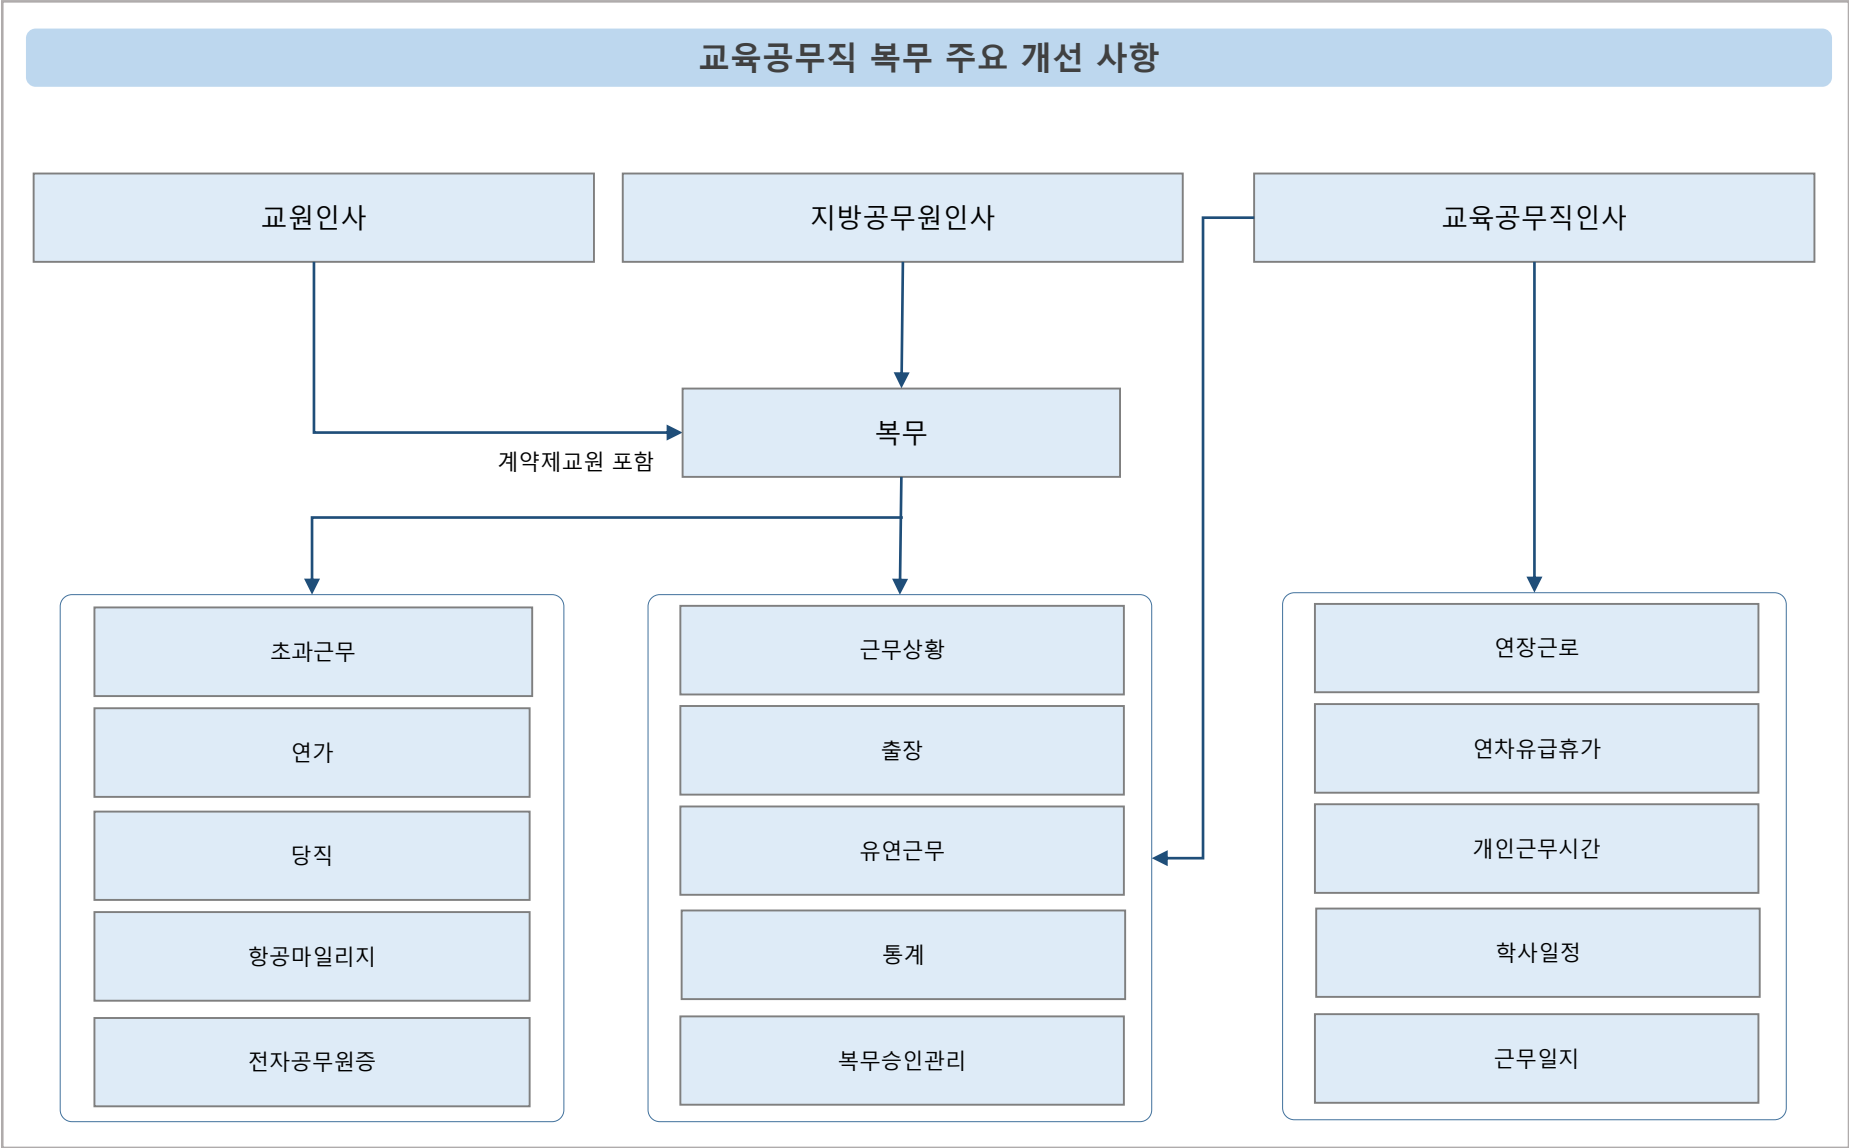 교육공무직 복무 주요 개선 사항
교원인사
지방공무원인사
교육공무직인사
복무
계약제교원 포함
초과근무
연가
당직
항공마일리지
전자공무원증
근무상황
출장
유연근무
통계
복무승인관리
연장근로
연차유급휴가
개인근무시간
학사일정
근무일지